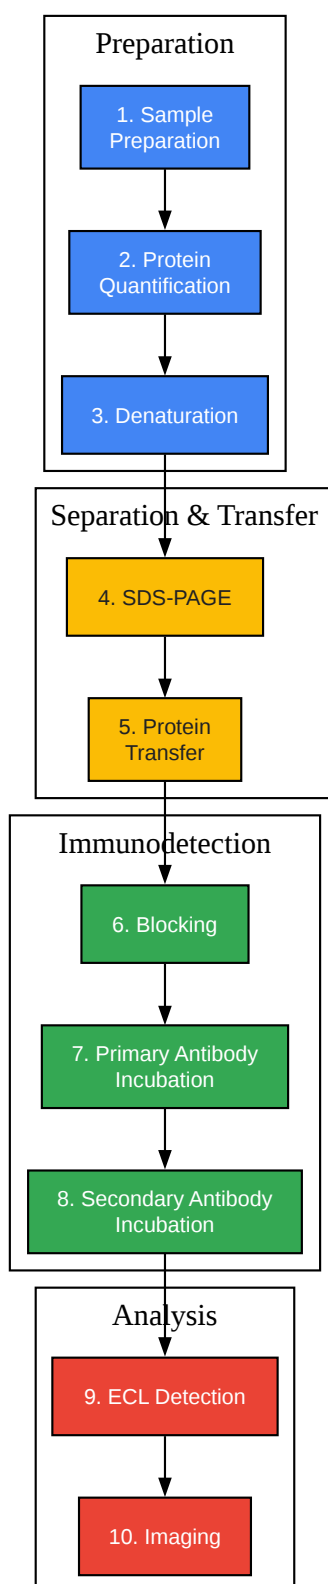 Preparation
1. Sample
Preparation
2. Protein
Quantification
3. Denaturation
Separation & Transfer
4. SDS-PAGE
5. Protein
Transfer
Immunodetection
6. Blocking
7. Primary Antibody
Incubation
8. Secondary Antibody
Incubation
Analysis
9. ECL Detection
10. Imaging